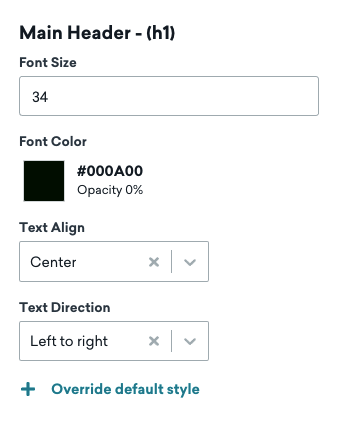 Main Header - (h1)
Font Size
34
Font Color
#000A00
Opacity 0%
Text Align
Center
Text Direction
Left to right
Override default style